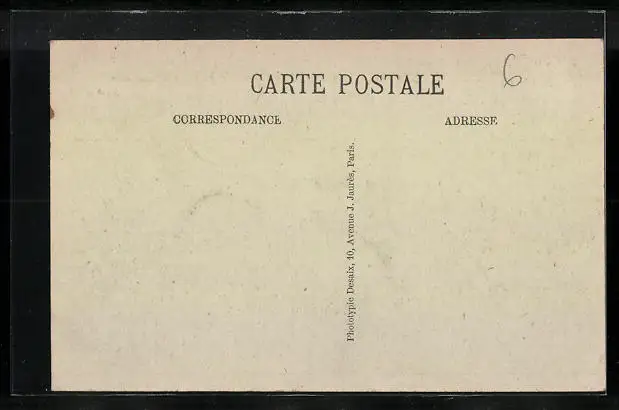 CARTE POSTALE
6
CORRESPONDANCE
ADRESSE
Phototypie Desaix, 10, Avenue J. Jaurès, Paris.